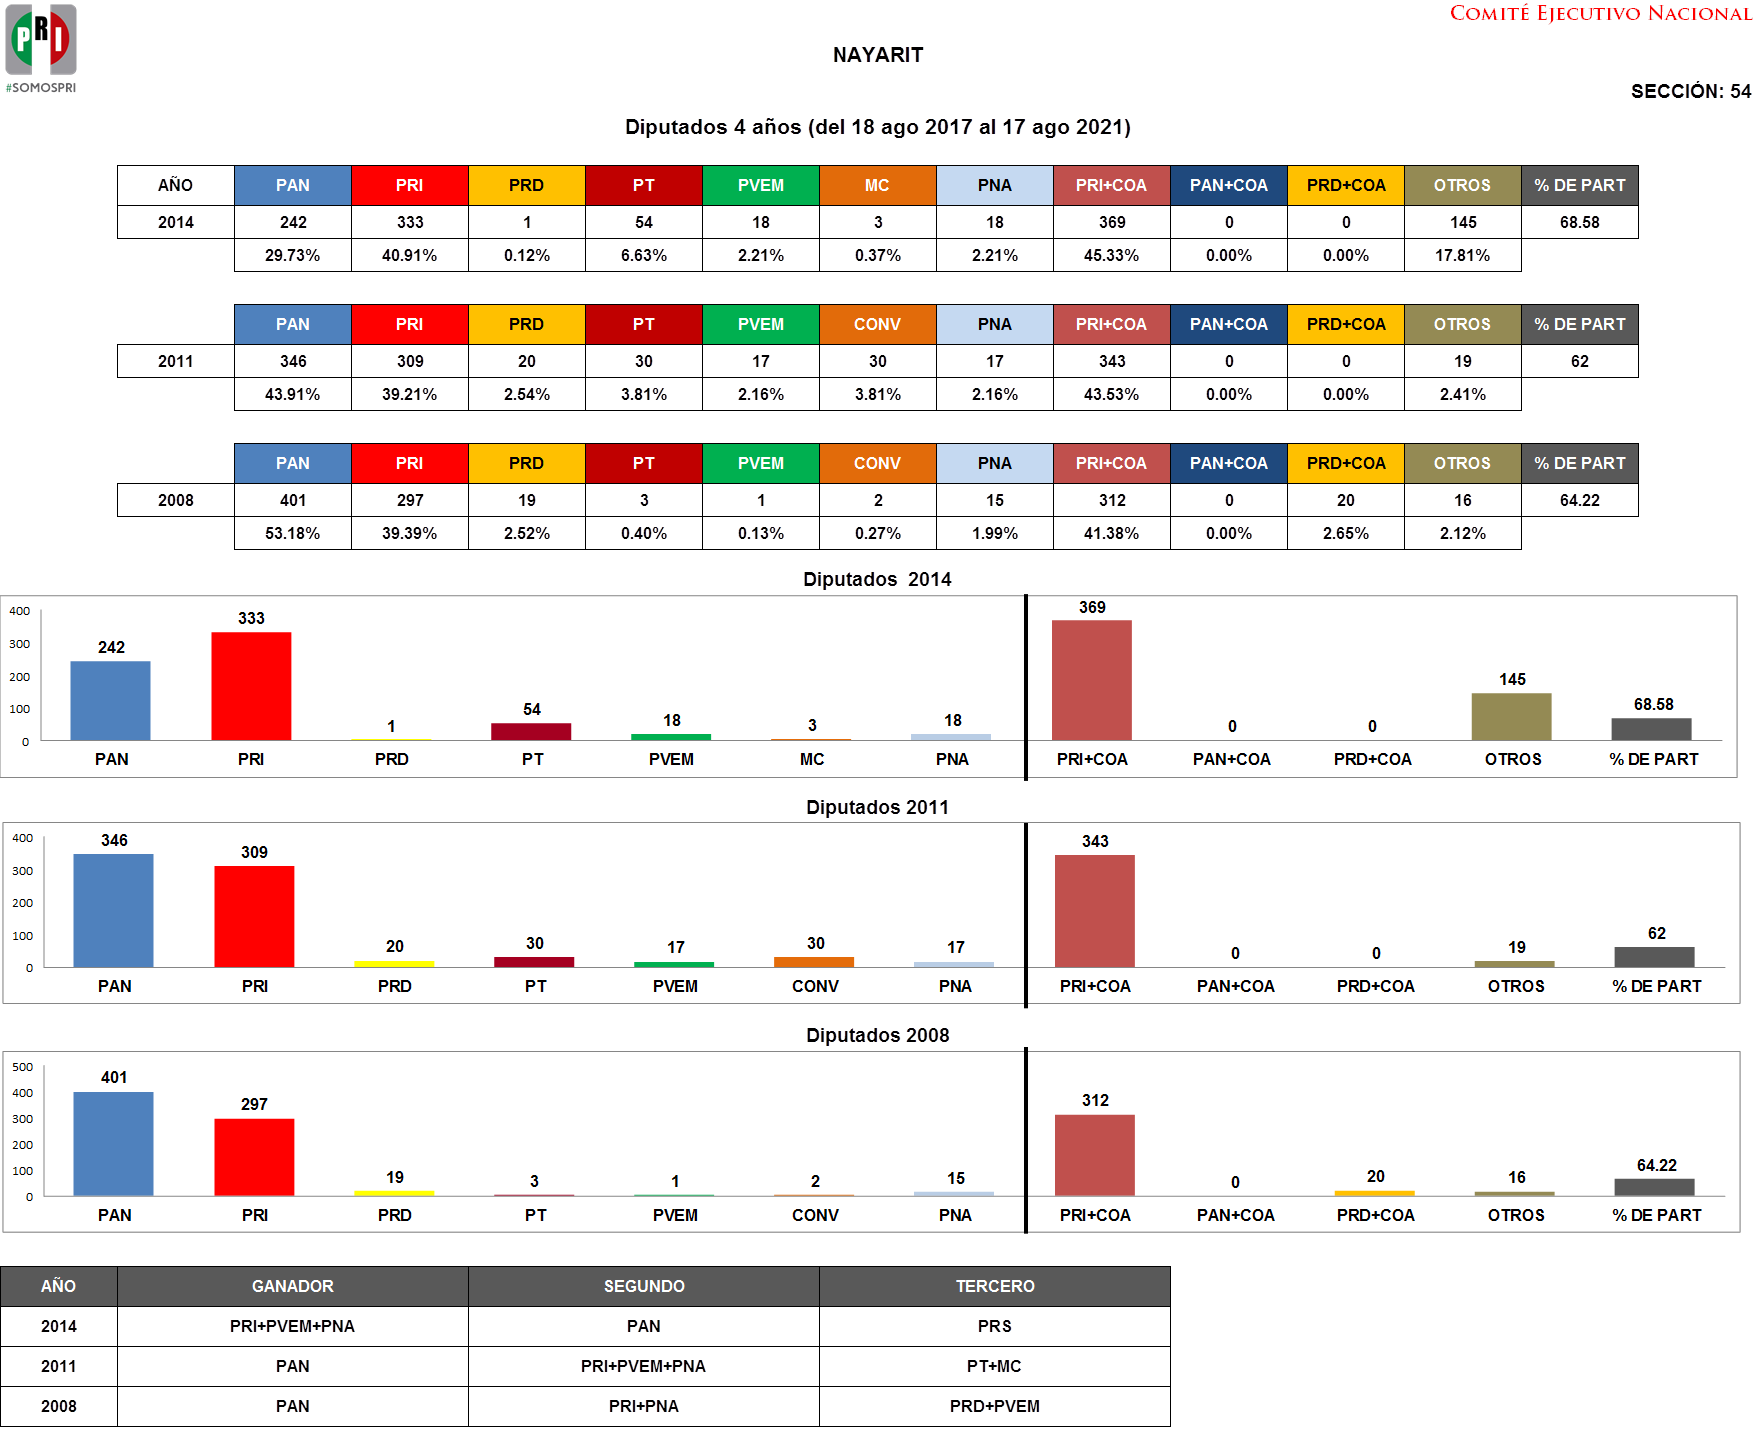 PRI
#SOMOSPRI
COMITÉ EJECUTIVO NACIONAL
NAYARIT
SECCIÓN: 54
Diputados 4 años (del 18 ago 2017 al 17 ago 2021)
AÑO PAN PRI PRD PT PVEM MC PNA PRI+COA PAN+COA PRD+COA OTROS % DE PART
2014 242 333 1 54 18 3 18 369 0 0 145 68.58
29.73% 40.91% 0.12% 6.63% 2.21% 0.37% 2.21% 45.33% 0.00% 0.00% 17.81%
PAN PRI PRD PT PVEM CONV PNA PRI+COA PAN+COA PRD+COA OTROS % DE PART
2011 346 309 20 30 17 30 17 343 0 0 19 62
43.91% 39.21% 2.54% 3.81% 2.16% 3.81% 2.16% 43.53% 0.00% 0.00% 2.41%
PAN PRI PRD PT PVEM CONV PNA PRI+COA PAN+COA PRD+COA OTROS % DE PART
2008 401 297 19 3 1 2 15 312 0 20 16 64.22
53.18% 39.39% 2.52% 0.40% 0.13% 0.27% 1.99% 41.38% 0.00% 2.65% 2.12%
Diputados 2014
400
300
200
100
0
242 333 1 54 18 3 18 369 0 0 145 68.58
PAN PRI PRD PT PVEM MC PNA PRI+COA PAN+COA PRD+COA OTROS % DE PART
Diputados 2011
400
300
200
100
0
346 309 20 30 17 30 17 343 0 0 19 62
PAN PRI PRD PT PVEM CONV PNA PRI+COA PAN+COA PRD+COA OTROS % DE PART
Diputados 2008
500
400
300
200
100
0
401 297 19 3 1 2 15 312 0 20 16 64.22
PAN PRI PRD PT PVEM CONV PNA PRI+COA PAN+COA PRD+COA OTROS % DE PART
AÑO GANADOR SEGUNDO TERCERO
2014 PRI+PVEM+PNA PAN PRS
2011 PAN PRI+PVEM+PNA PT+MC
2008 PAN PRI+PNA PRD+PVEM